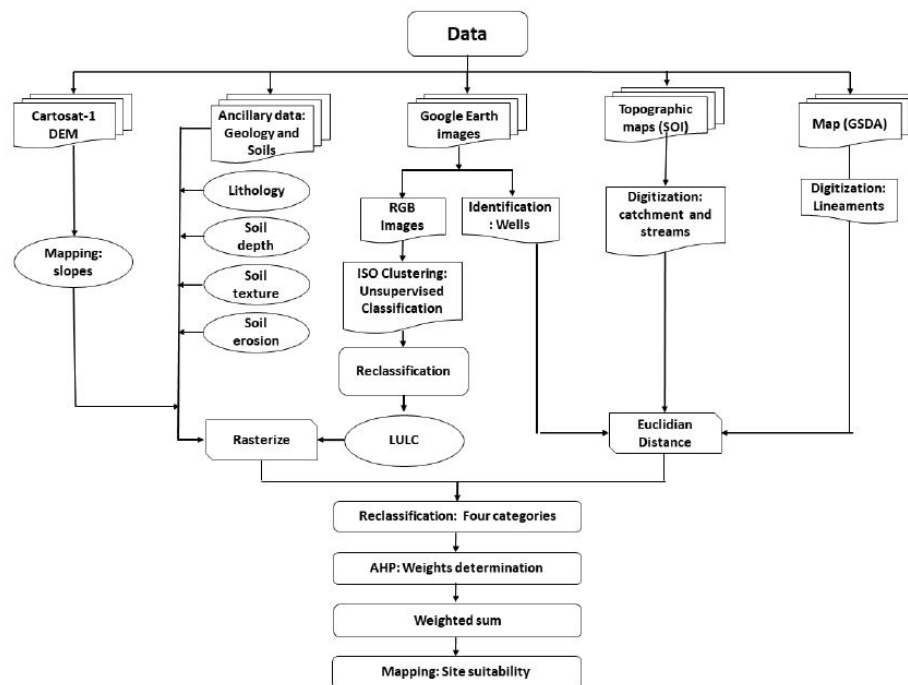 Data
Cartosat-1
DEM
Ancillary data:
Geology and
Soils
Google Earth
images
Topographic
maps (SOI)
Map (GSDA)
Lithology
Soil
depth
Soil
texture
Soil
erosion
Mapping:
slopes
RGB
Images
Identification
: Wells
Digitization:
catchment and
streams
Digitization:
Lineaments
ISO Clustering:
Unsupervised
Classification
Reclassification
LULC
Rasterize
Euclidian
Distance
Reclassification: Four categories
AHP: Weights determination
Weighted sum
Mapping: Site suitability